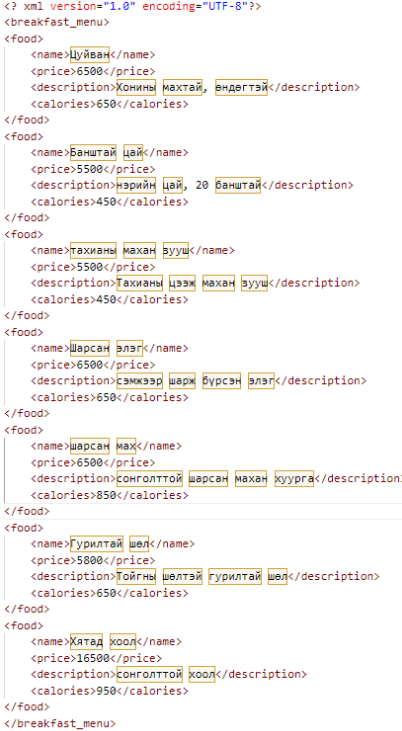 <? xml version="1.0" encoding="UTF-8"?>
<breakfast_menu>
<food>
<name>Цуйван</name>
<price>6500</price>
<description>Хонины махтай, өндөгтэй</description>
<calories>650</calories>
</food>
<food>
<name>Банштай цай</name>
<price>5500</price>
<description>нэрийн цай, 20 банштай</description>
<calories>450</calories>
</food>
<food>
<name>тахианы махан зууш</name>
<price>5500</price>
<description>Тахианы цээж махан зууш</description>
<calories>450</calories>
</food>
<food>
<name>Шарсан элэг</name>
<price>6500</price>
<description>сэмжээр шарж бүрсэн элэг</description>
<calories>650</calories>
</food>
<food>
<name>шарсан мах</name>
<price>6500</price>
<description>сонголттой шарсан махан хуурга</description>
<calories>850</calories>
</food>
<food>
<name>Гурилтай шөл</name>
<price>5800</price>
<description>Тойгны шөлтэй гурилтай шөл</description>
<calories>650</calories>
</food>
<food>
<name>Хятад хоол</name>
<price>16500</price>
<description>сонголттой хоол</description>
<calories>950</calories>
</food>
</breakfast_menu>